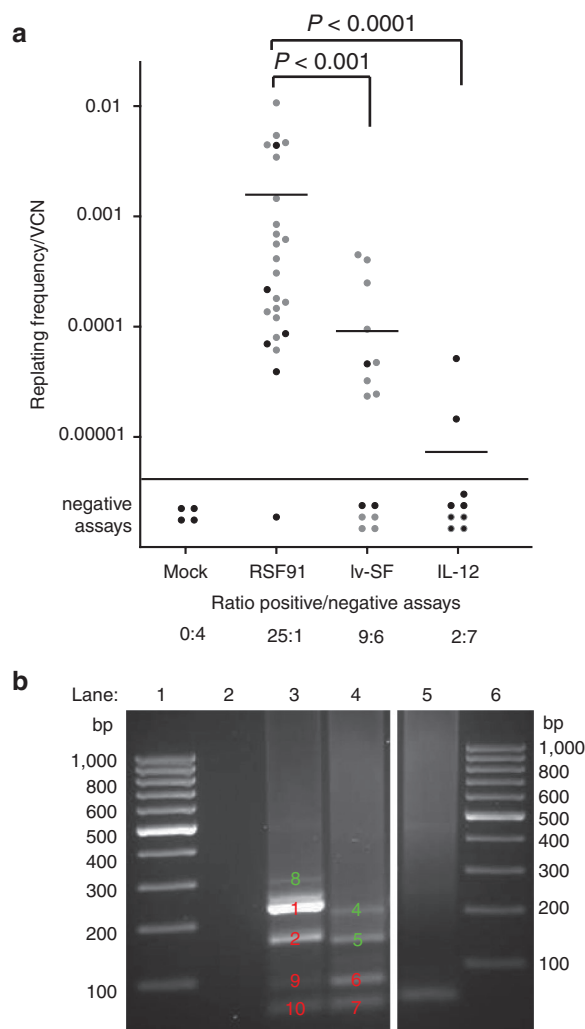 a
P < 0.0001
P < 0.001
Replating frequency/VCN
0.01
0.001
0.0001
0.00001
negative
assays
Mock RSF91 lv-SF IL-12
Ratio positive/negative assays
0:4 25:1 9:6 2:7
b
Lane: 1 2 3 4 5 6
bp bp
1,000 1,000
800 800
600 600
500 500
400 400
300 300
200 200
100 100
8
1 4
2 5
9 6
10 7